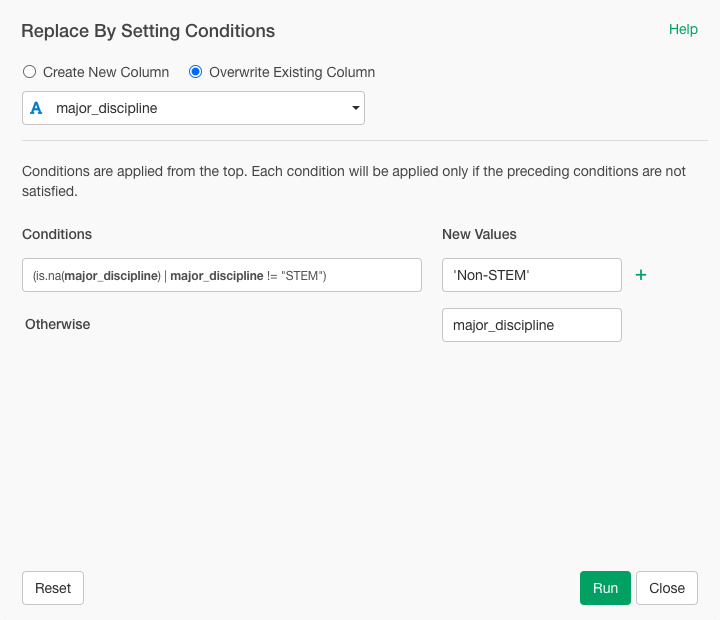 Replace By Setting Conditions
Help
Create New Column
Overwrite Existing Column
A major_discipline
Conditions are applied from the top. Each condition will be applied only if the preceding conditions are not
satisfied.
Conditions
New Values
(is.na(major_discipline) | major_discipline != "STEM")
'Non-STEM'
+
Otherwise
major_discipline
Reset
Run
Close